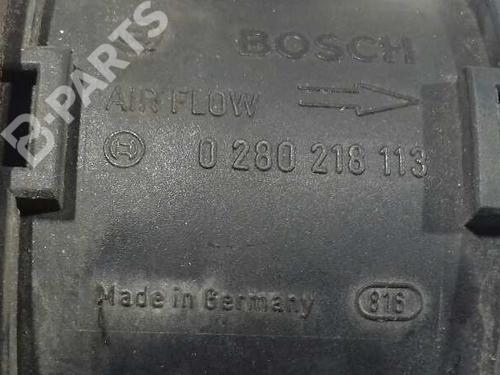 BOSCH
AIR FLOW
0 280 218 113
Made in Germany
816
B-PARTS